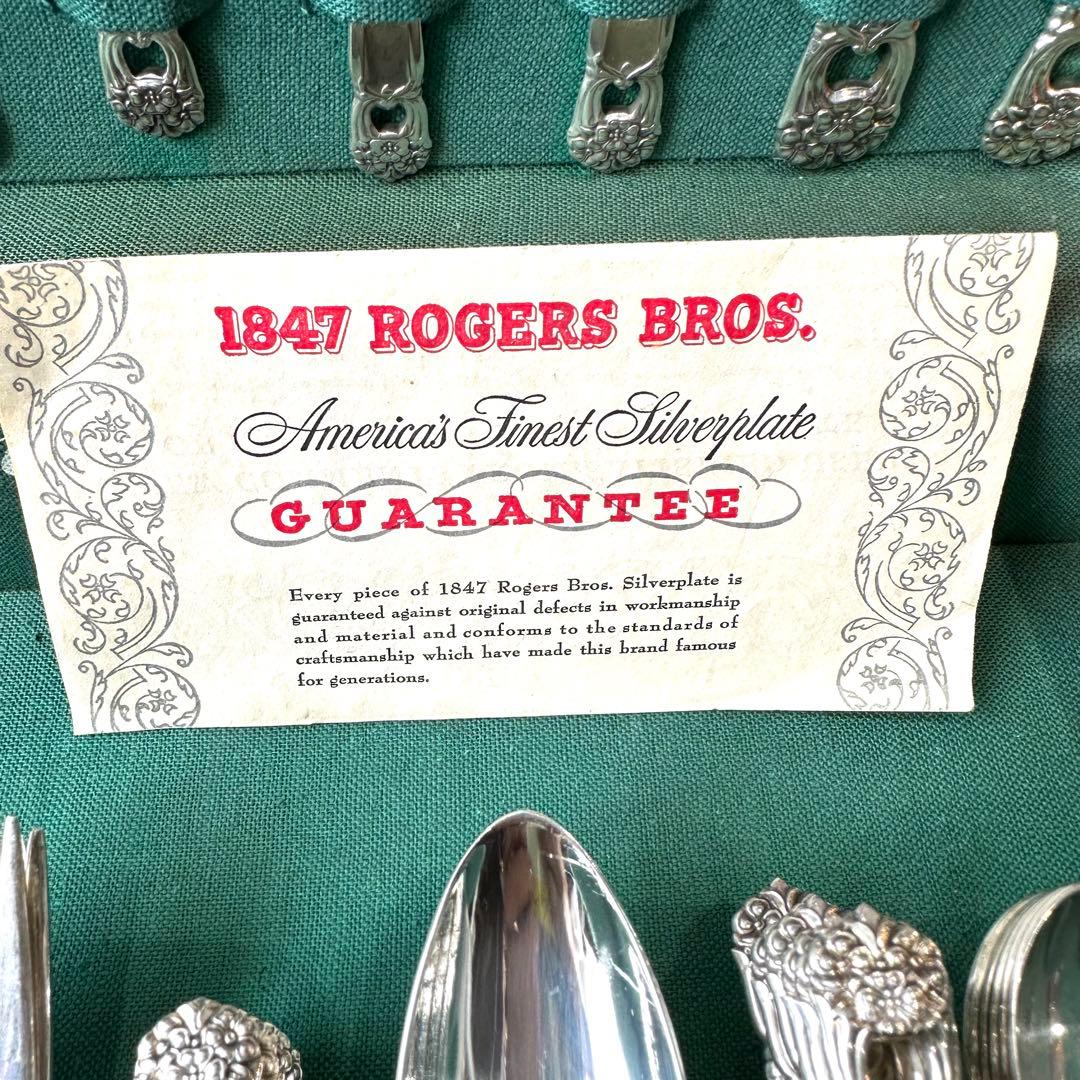 1847 ROGERS BROS.
America's Finest Silverplate
GUARANTEE
Every piece of 1847 Rogers Bros. Silverplate is
guaranteed against original defects in workmanship
and material and conforms to the standards of
craftsmanship which have made this brand famous
for generations.